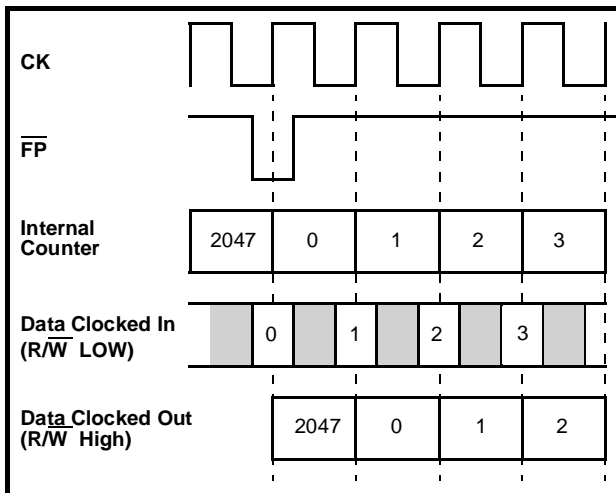 CK
F̅P̅
Internal
Counter
2047 0 1 2 3
Data Clocked In
(R/W̅ LOW)
0 1 2 3
Data Clocked Out
(R/W̅ High)
2047 0 1 2